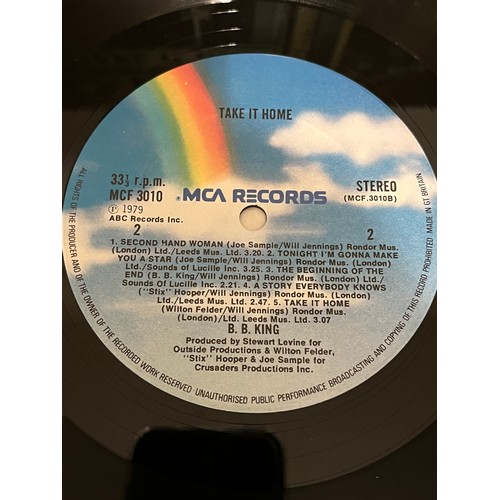 TAKE IT HOME
33⅓ r.p.m.
MCF 3010
MCA RECORDS
STEREO
(MCF.3010B)
℗ 1979
ABC Records Inc.
2
2
1. SECOND HAND WOMAN (Joe Sample/Will Jennings) Rondor Mus.
(London) Ltd./Leeds Mus. Ltd. 3.20. 2. TONIGHT I'M GONNA MAKE
YOU A STAR (Joe Sample/Will Jennings) Rondor Mus. (London)
Ltd./Sounds of Lucille Inc. 3.25. 3. THE BEGINNING OF THE
END (B. B. King/Will Jennings) Rondor Mus. (London) Ltd./
Sounds Of Lucille Inc. 2.21. 4. A STORY EVERYBODY KNOWS
("Stix" Hooper/Will Jennings) Rondor Mus. (London)
Ltd./Leeds Mus. Ltd. 2.47. 5. TAKE IT HOME
(Wilton Felder/Will Jennings) Rondor Mus.
(London)/Ltd. Leeds Mus. Ltd. 3.07
B. B. KING
Produced by Stewart Levine for
Outside Productions & Wilton Felder,
"Stix" Hooper & Joe Sample for
Crusaders Productions Inc.
ALL RIGHTS OF THE PRODUCER AND OF THE OWNER OF THE RECORDED WORK RESERVED · UNAUTHORISED PUBLIC PERFORMANCE BROADCASTING AND COPYING OF THIS RECORD PROHIBITED MADE IN GT BRITAIN